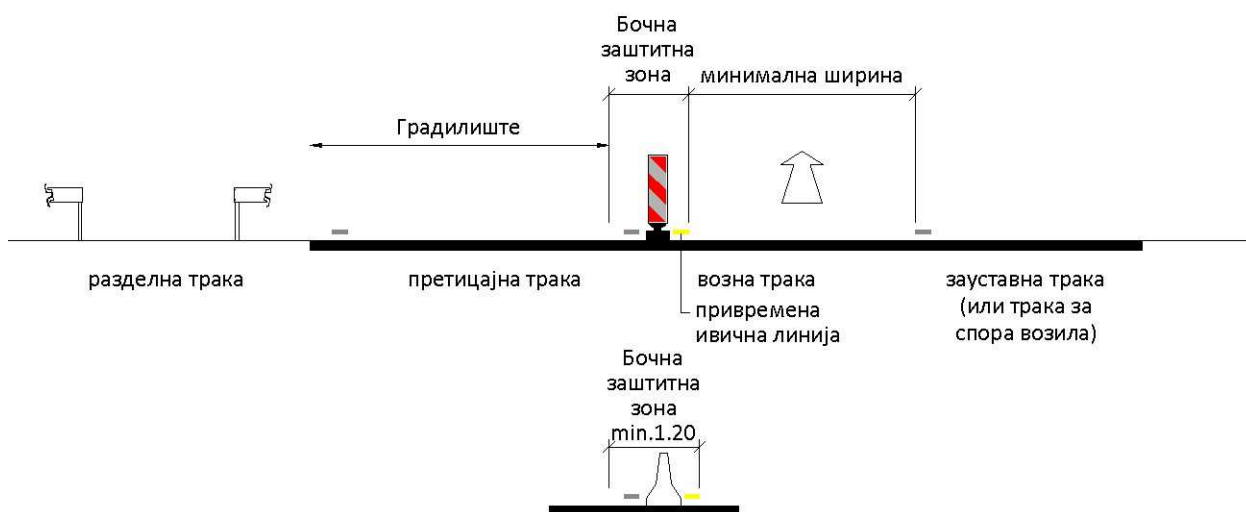 Бочна
заштитна
зона
минимална ширина
Градилиште
разделна трака
претицајна трака
возна трака
зауставна трака
(или трака за
спора возила)
привремена
ивична линија
Бочна
заштитна
зона
min.1.20